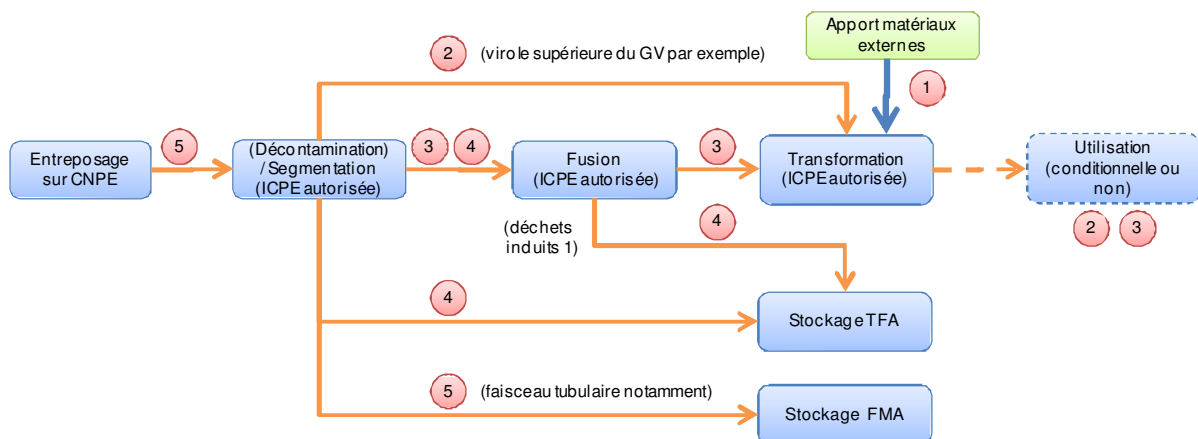 Apport matériaux
externes
2
(virole supérieure du GV par exemple)
1
5
3
4
3
Entreposage
sur CNPE
(Décontamination)
/Segmentation
(ICPE autorisée)
Fusion
(ICPE autorisée)
Transformation
(ICPE autorisée)
Utilisation
(conditionnelle ou
non)
(déchets
induits 1)
4
2
3
4
Stockage TFA
5
(faisceau tubulaire notamment)
Stockage FMA